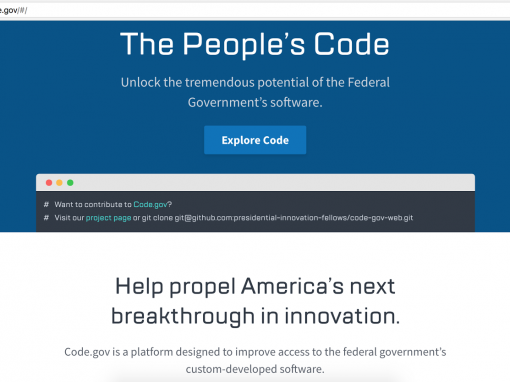 e.gov/#/
The People's Code
Unlock the tremendous potential of the Federal
Government's software.
Explore Code
# Want to contribute to Code.gov?
# Visit our project page or git clone git@github.com:presidential-innovation-fellows/code-gov-web.git
Help propel America's next
breakthrough in innovation.
Code.gov is a platform designed to improve access to the federal government's
custom-developed software.